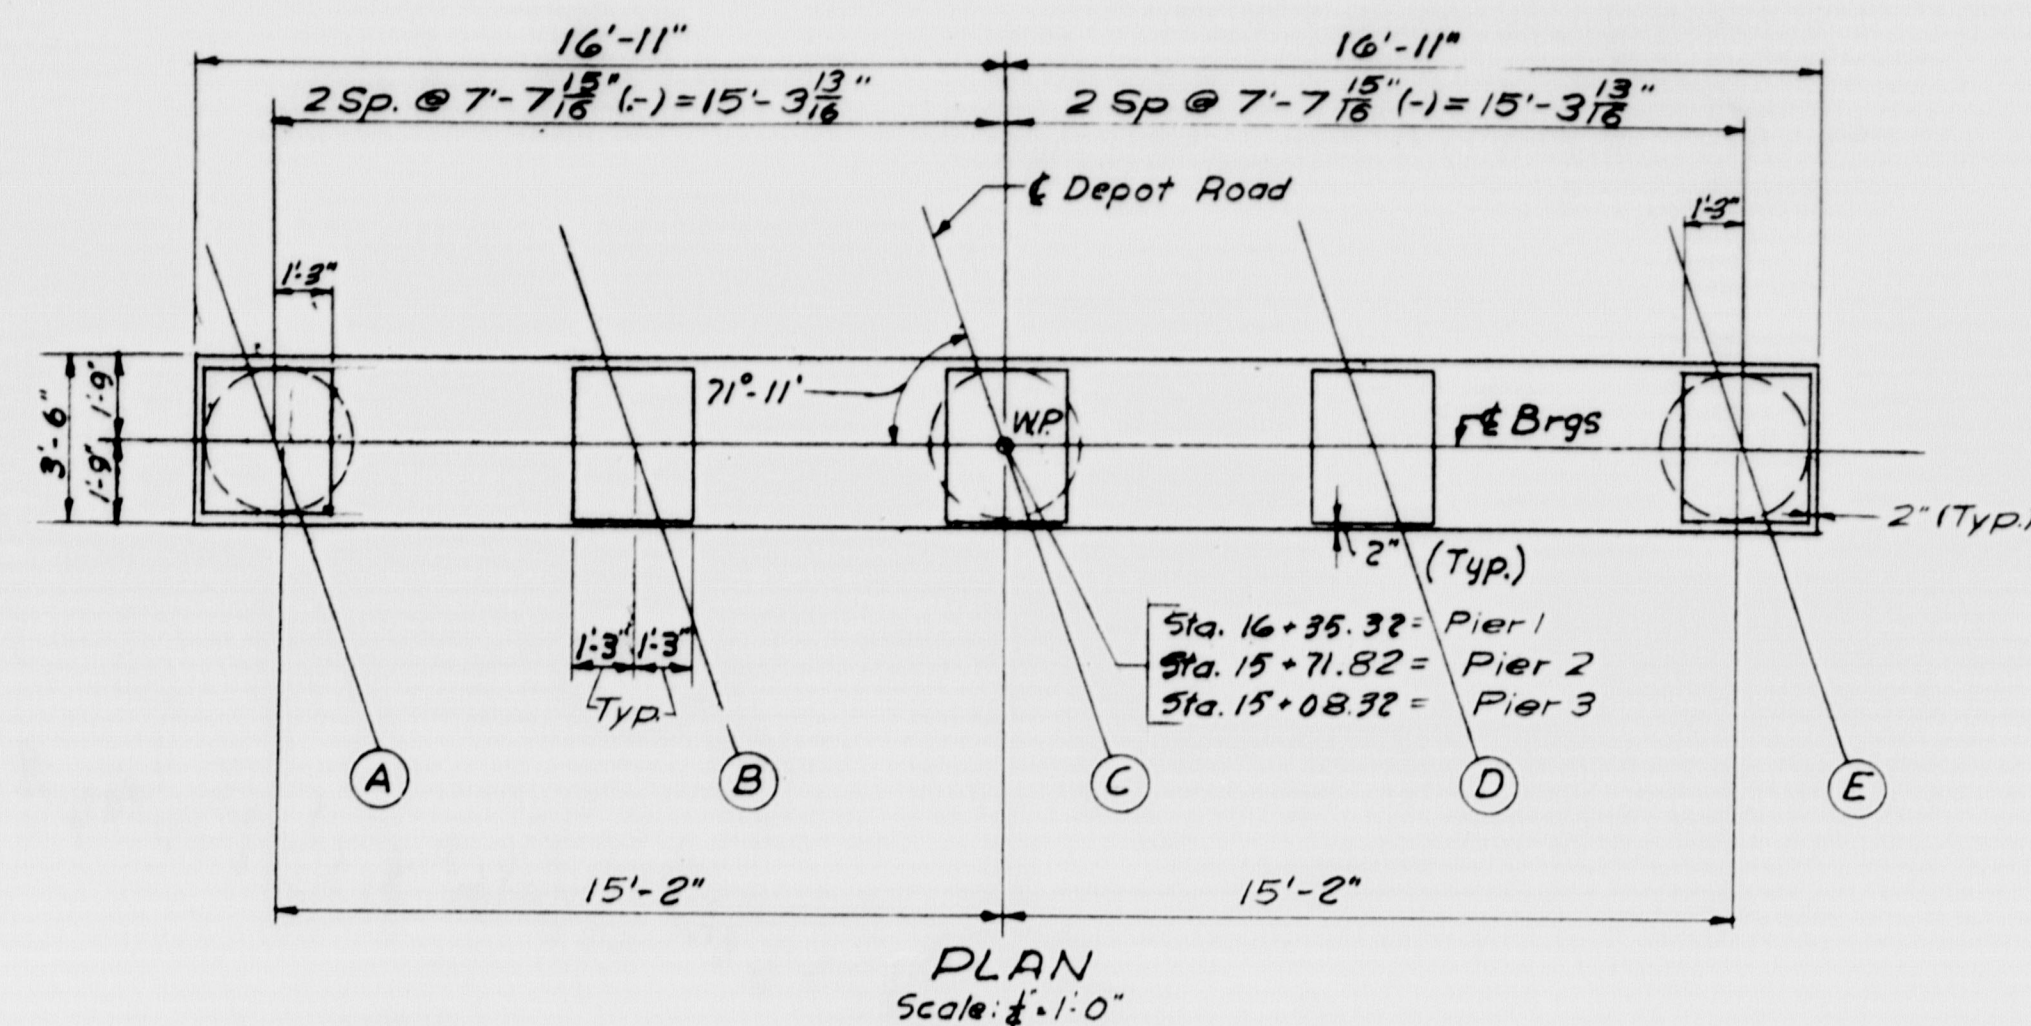 16'-11" 16'-11"
2 Sp. @ 7'-7 15/16" (-) = 15'-3 13/16" 2 Sp @ 7'-7 15/16" (-) = 15'-3 13/16"
℄ Depot Road
1'-3"
1'-3"
3'-6" 1'-9" 1'-9"
71°-11'
W.P.
℄ Brgs
2" (Typ.)
2" (Typ.)
1'-3" 1'-3"
Typ.
Sta. 16+35.32 = Pier 1
Sta. 15+71.82 = Pier 2
Sta. 15+08.32 = Pier 3
A B C D E
15'-2" 15'-2"
PLAN
Scale: 1'-0"